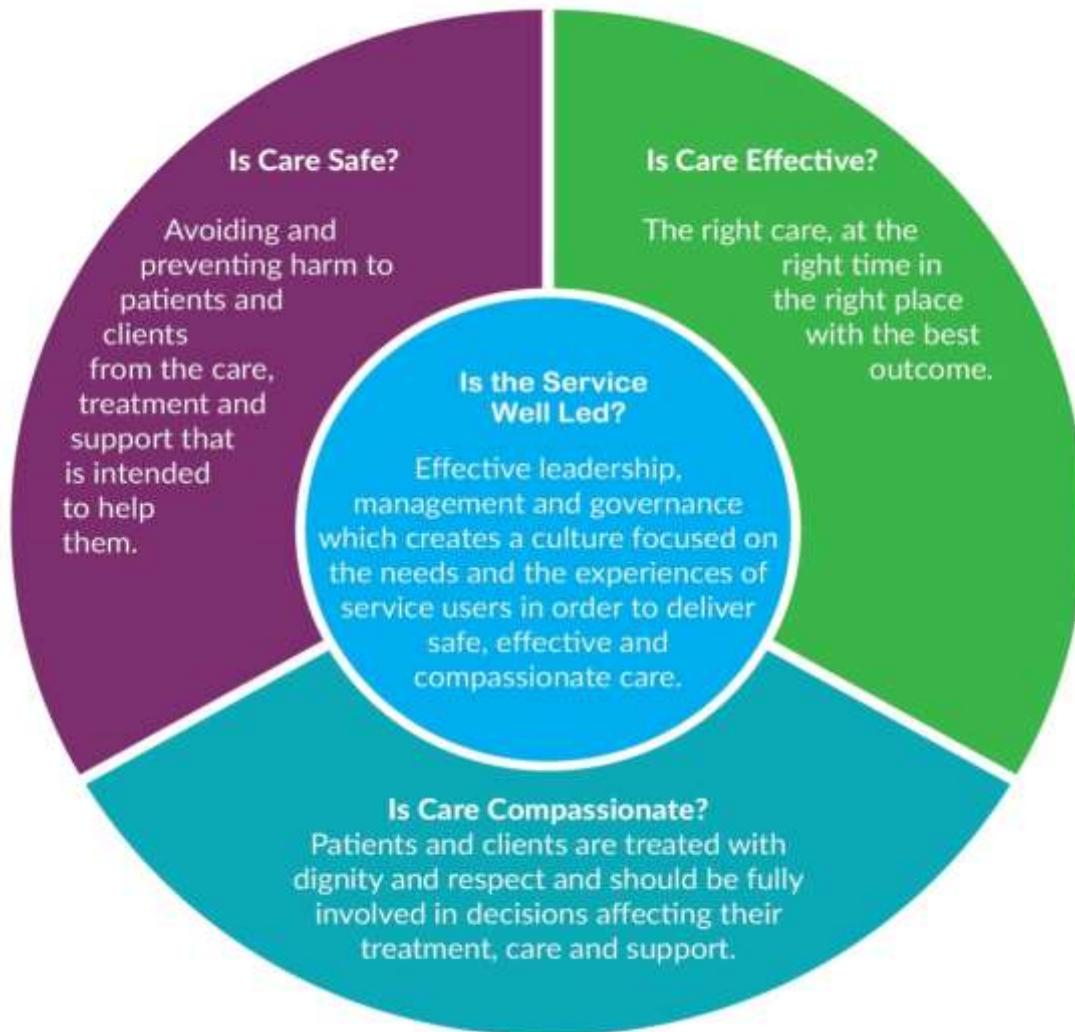 Is Care Safe?
Avoiding and
preventing harm to
patients and
clients
from the care,
treatment and
support that
is intended
to help
them.
Is Care Effective?
The right care, at the
right time in
the right place
with the best
outcome.
Is the Service
Well Led?
Effective leadership,
management and governance
which creates a culture focused on
the needs and the experiences of
service users in order to deliver
safe, effective and
compassionate care.
Is Care Compassionate?
Patients and clients are treated with
dignity and respect and should be fully
involved in decisions affecting their
treatment, care and support.